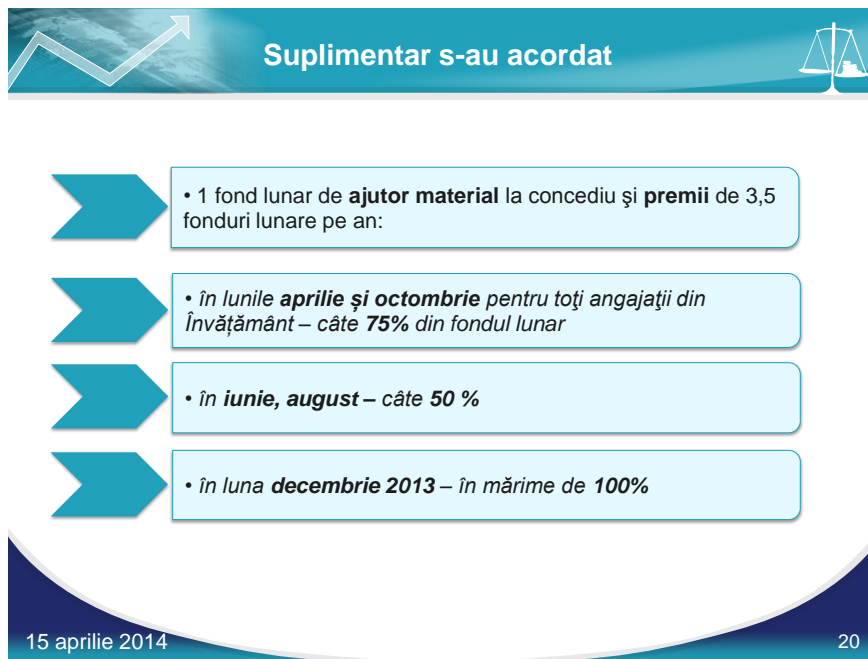 Suplimentar s-au acordat
• 1 fond lunar de ajutor material la concediu şi premii de 3,5
fonduri lunare pe an:
• în lunile aprilie și octombrie pentru toţi angajaţii din
Învățământ – câte 75% din fondul lunar
• în iunie, august – câte 50 %
• în luna decembrie 2013 – în mărime de 100%
15 aprilie 2014
20